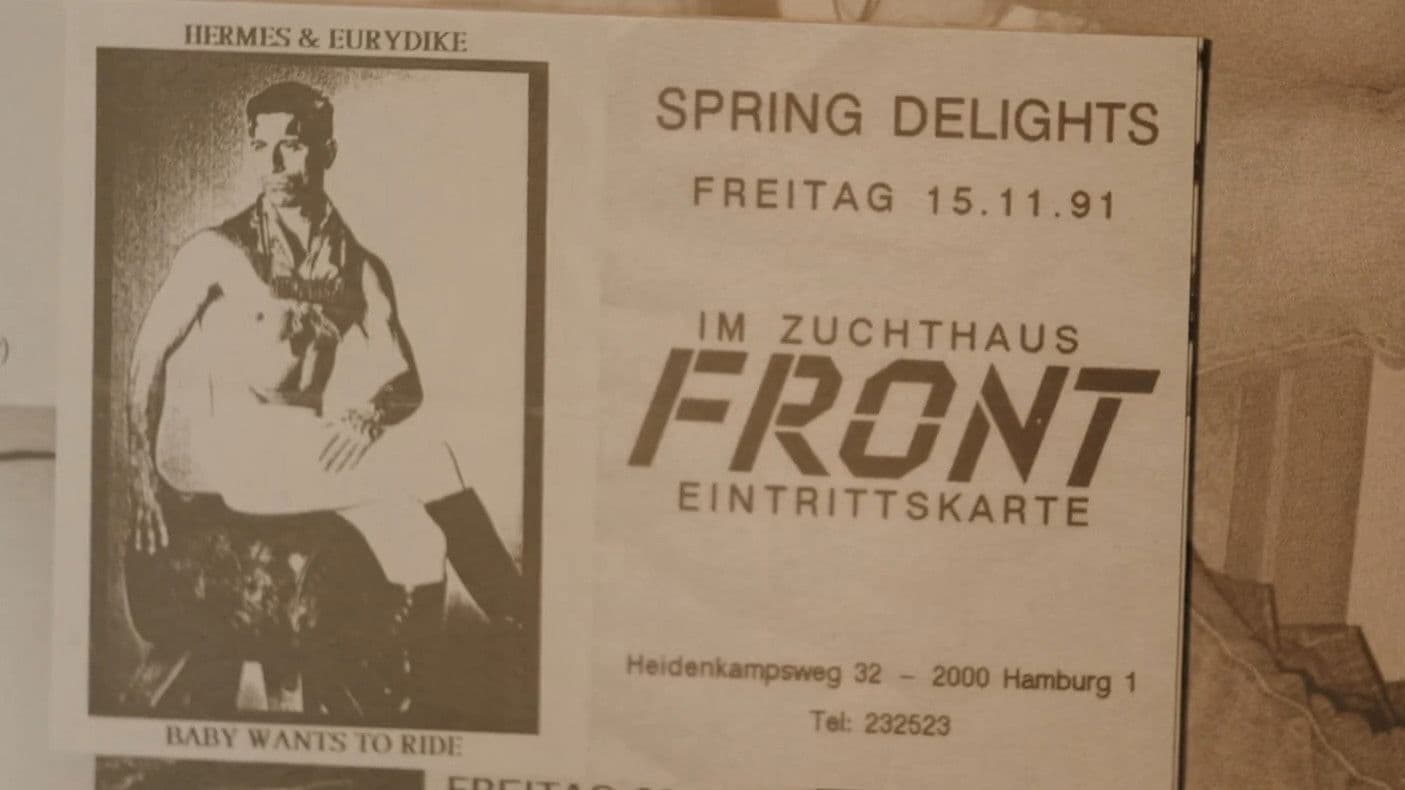 HERMES & EURYDIKE
BABY WANTS TO RIDE
SPRING DELIGHTS
FREITAG 15.11.91
IM ZUCHTHAUS
FRONT
EINTRITTSKARTE
Heidenkampsweg 32 – 2000 Hamburg 1
Tel: 232523
FREITAG